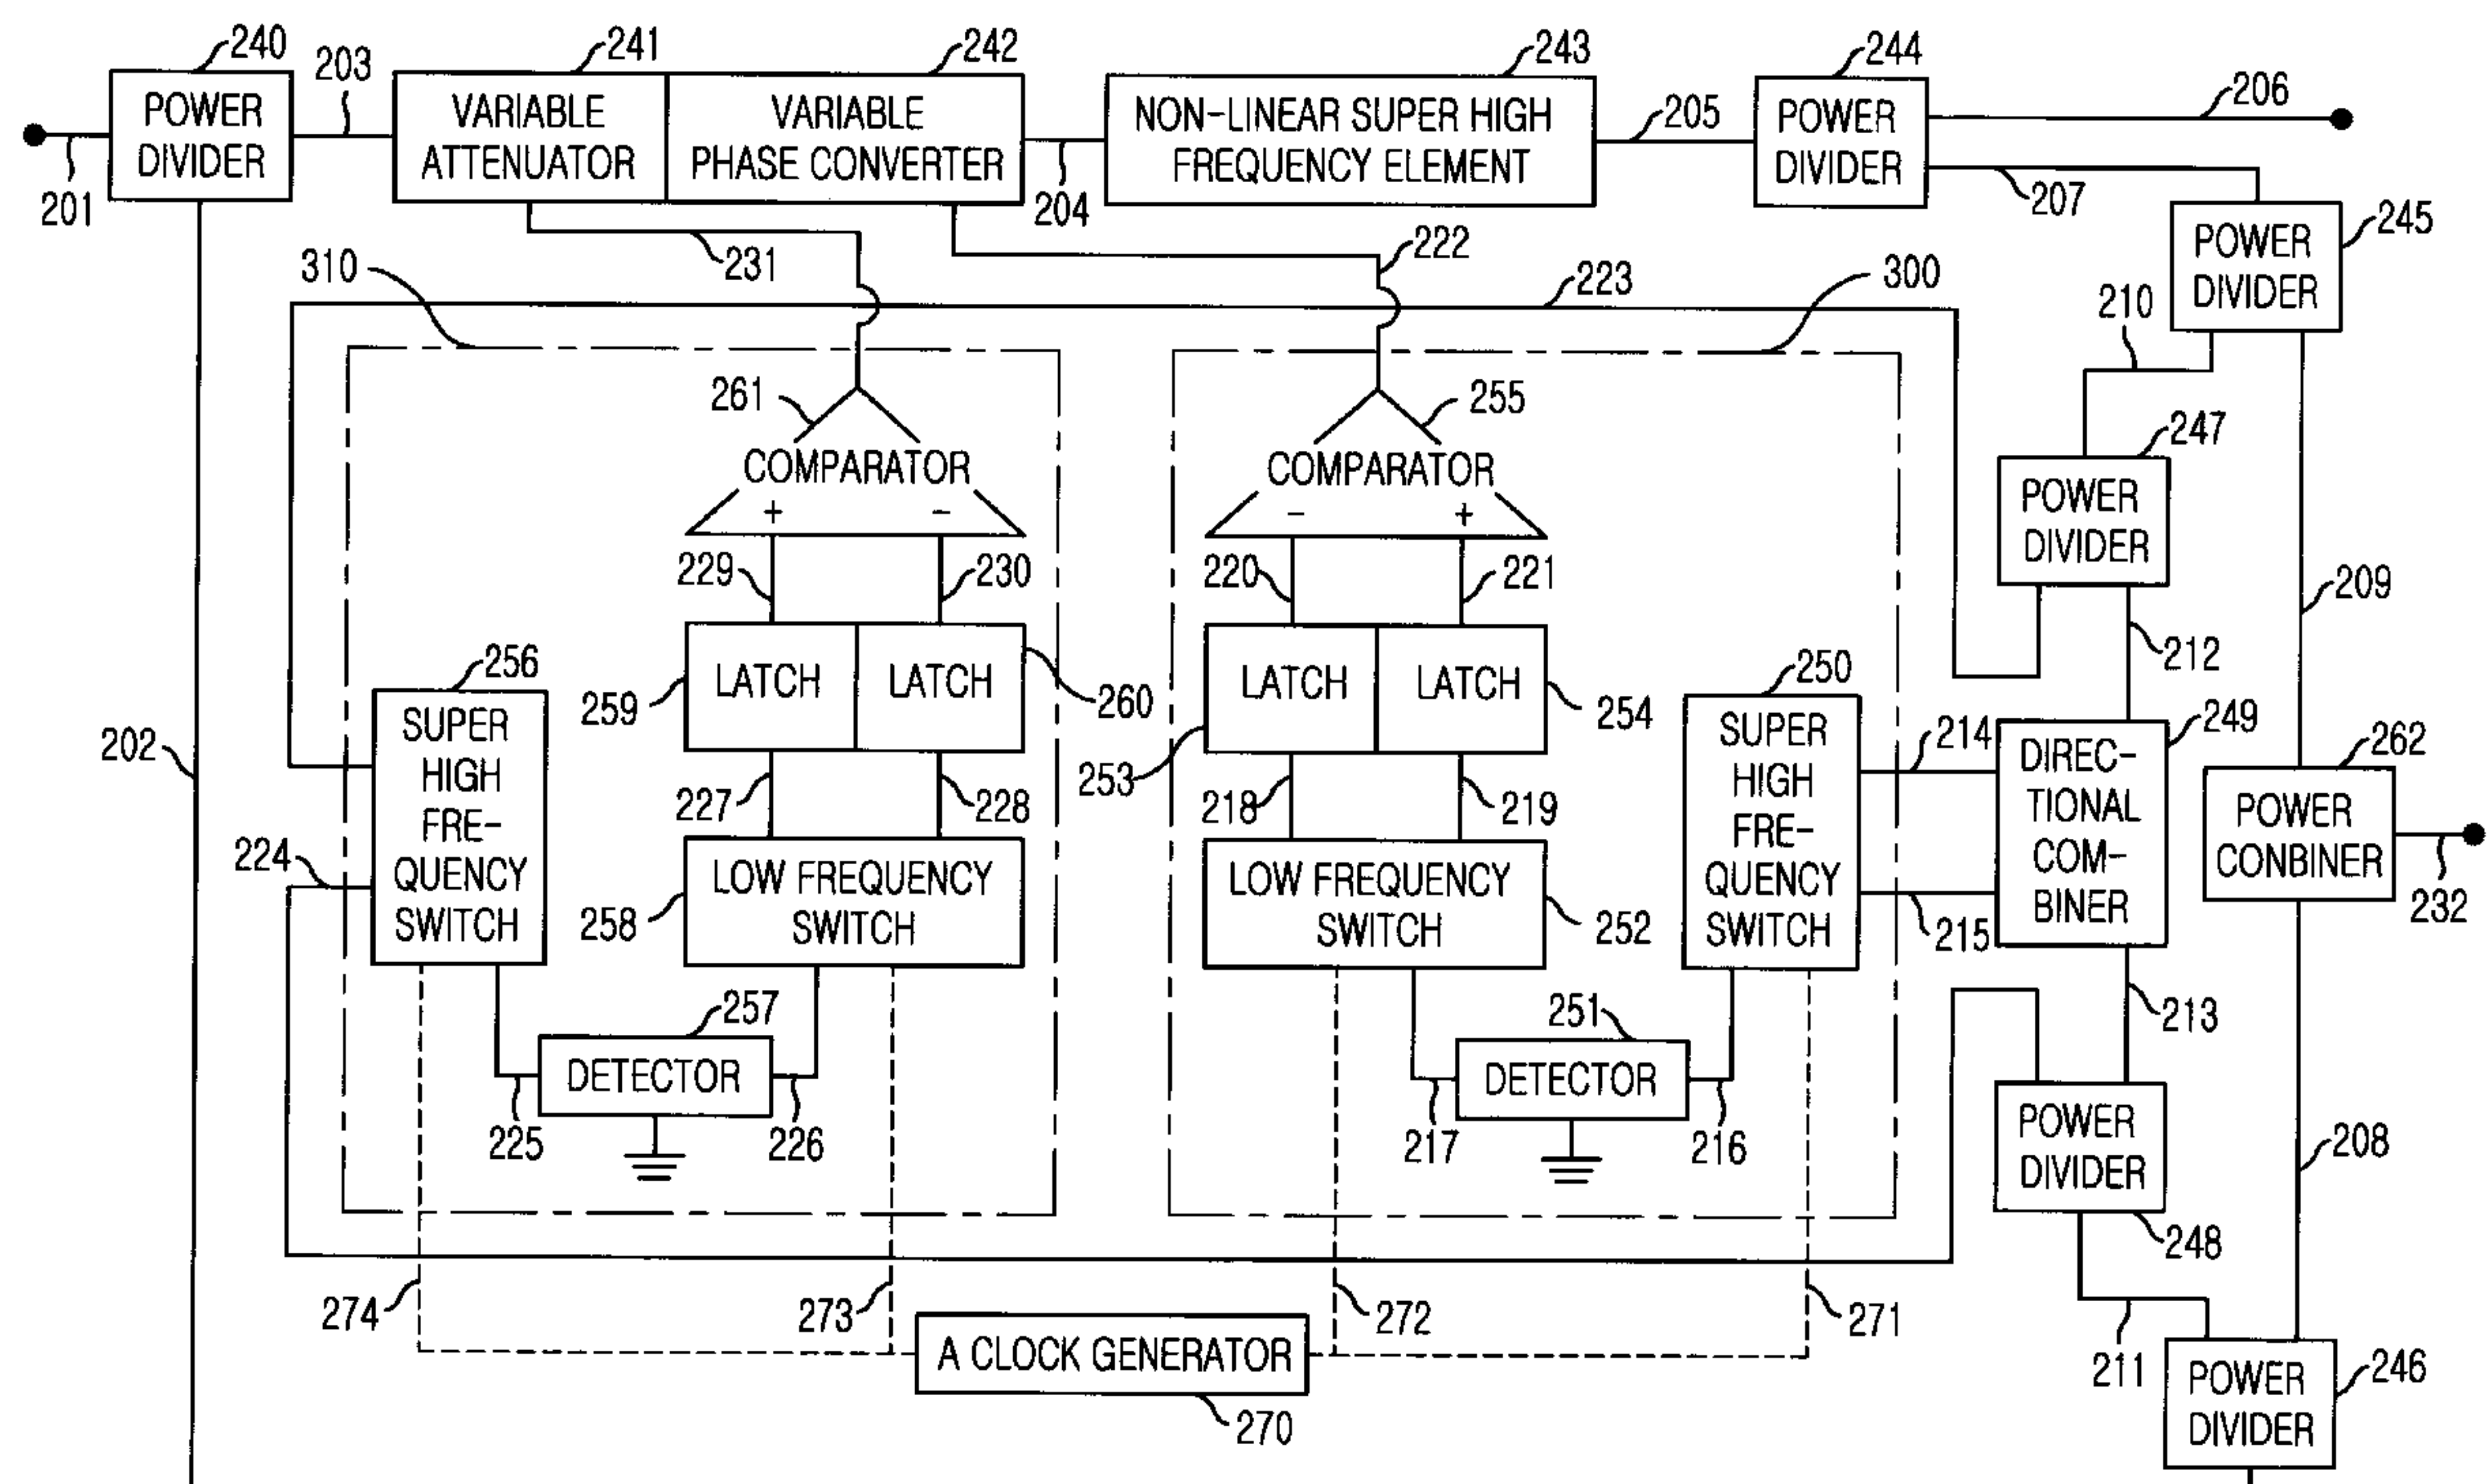 240
203
241
242
243
244
POWER
DIVIDER
VARIABLE
ATTENUATOR
VARIABLE
PHASE CONVERTER
NON-LINEAR SUPER HIGH
FREQUENCY ELEMENT
POWER
DIVIDER
201
204
205
206
207
231
222
223
310
300
245
POWER
DIVIDER
210
261
COMPARATOR
+ -
255
COMPARATOR
- +
247
POWER
DIVIDER
229
230
220
221
209
212
256
SUPER
HIGH
FRE-
QUENCY
SWITCH
259
LATCH
LATCH
260
253
LATCH
LATCH
254
250
SUPER
HIGH
FRE-
QUENCY
SWITCH
214
215
249
DIREC-
TIONAL
COM-
BINER
262
POWER
CONBINER
232
202
224
227
228
218
219
258
LOW FREQUENCY
SWITCH
LOW FREQUENCY
SWITCH
252
257
DETECTOR
225
226
251
DETECTOR
217
216
213
POWER
DIVIDER
248
208
274
273
272
271
A CLOCK GENERATOR
270
211
POWER
DIVIDER
246